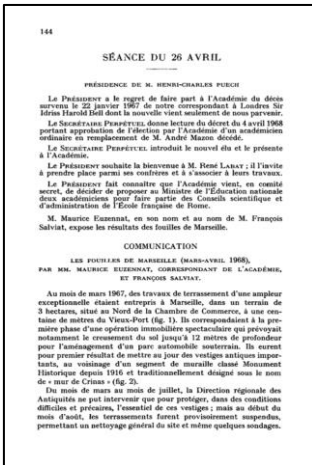 144
SÉANCE DU 26 AVRIL
PRÉSIDENCE DE M. HENRI-CHARLES PUECH
Le PRÉSIDENT a le regret de faire part à l'Académie du décès
survenu le 22 janvier 1967 de notre correspondant à Londres Sir
Idriss Harold Bell dont la nouvelle vient seulement de nous parvenir.
Le SECRÉTAIRE PERPÉTUEL donne lecture du décret du 4 avril 1968
portant approbation de l'élection par l'Académie d'un académicien
ordinaire en remplacement de M. André Mazon décédé.
Le SECRÉTAIRE PERPÉTUEL introduit le nouvel élu et le présente
à l'Académie.
Le PRÉSIDENT souhaite la bienvenue à M. René LABAT ; il l'invite
à prendre place parmi ses confrères et à s'associer à leurs travaux.
Le PRÉSIDENT fait connaître que l'Académie vient, en comité
secret, de décider de proposer au Ministre de l'Éducation nationale
deux académiciens pour faire partie des Conseils scientifique et
d'administration de l'École française de Rome.
M. Maurice Euzennat, en son nom et au nom de M. François
Salviat, expose les résultats des fouilles de Marseille.
COMMUNICATION
LES FOUILLES DE MARSEILLE (MARS-AVRIL 1968),
PAR MM. MAURICE EUZENNAT, CORRESPONDANT DE L'ACADÉMIE,
ET FRANÇOIS SALVIAT.
Au mois de mars 1967, des travaux de terrassement d'une ampleur
exceptionnelle étaient entrepris à Marseille, dans un terrain de
3 hectares, situé au Nord de la Chambre de Commerce, à une cen-
taine de mètres du Vieux-Port (fig. 1). Ils correspondaient à la pre-
mière phase d'une opération immobilière spectaculaire qui prévoyait
notamment le creusement du sol jusqu'à 12 mètres de profondeur
pour l'aménagement d'un parc automobile souterrain. Ils eurent
pour premier résultat de mettre au jour des vestiges antiques impor-
tants, au voisinage d'un segment de muraille classé Monument
Historique depuis 1916 et traditionnellement désigné sous le nom
de « mur de Crinas » (fig. 2).
Du mois de mars au mois de juillet, la Direction régionale des
Antiquités ne put intervenir que pour protéger, dans des conditions
difficiles et précaires, l'essentiel de ces vestiges ; mais au début du
mois d'août, les terrassements furent provisoirement suspendus,
permettant un nettoyage général du site et même quelques sondages.